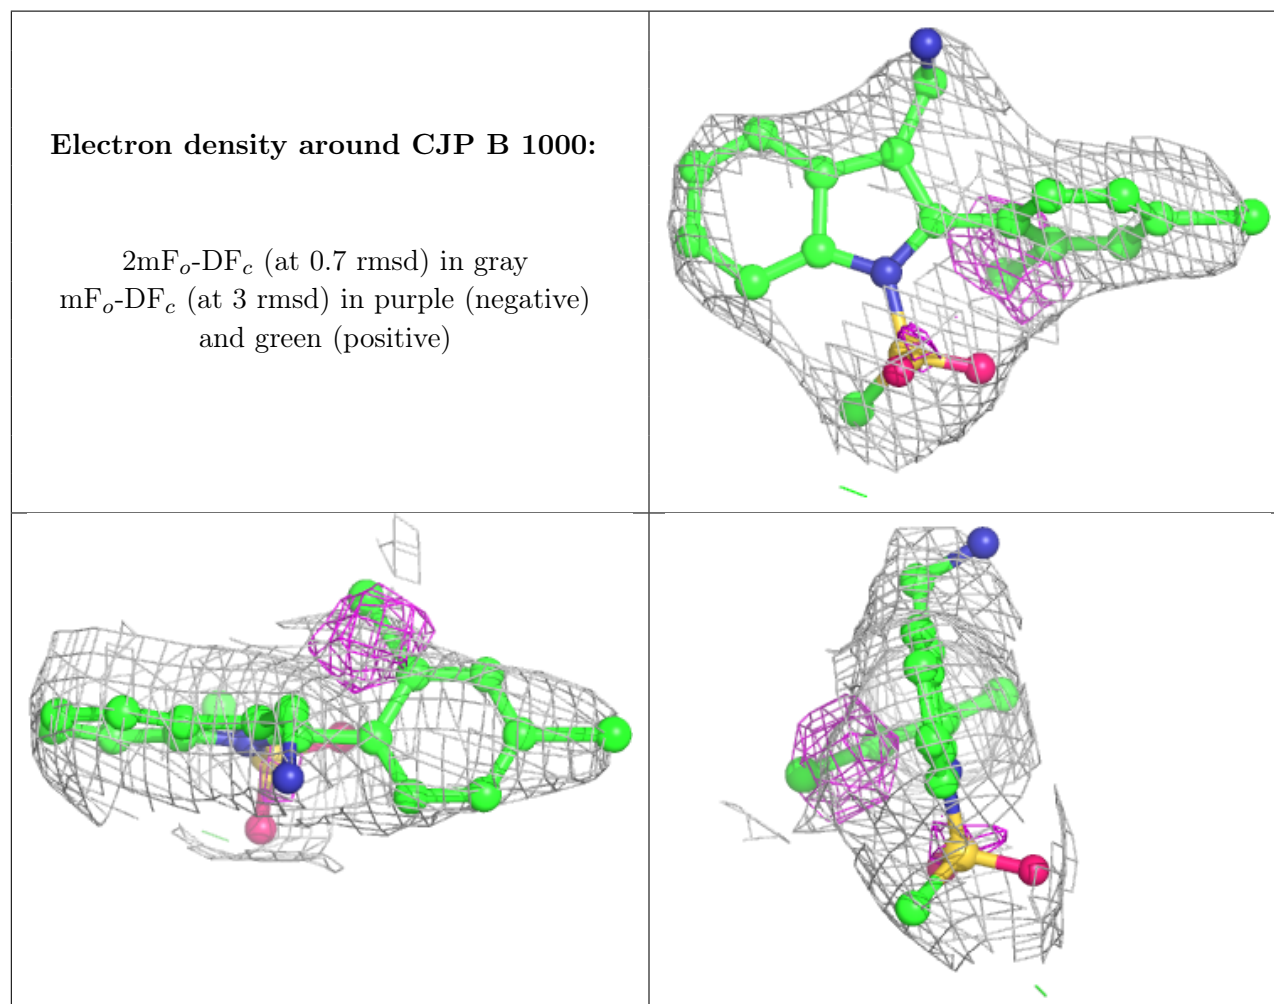 Electron density around CJP B 1000:
2mFo-DFc (at 0.7 rmsd) in gray
mFo-DFc (at 3 rmsd) in purple (negative)
and green (positive)